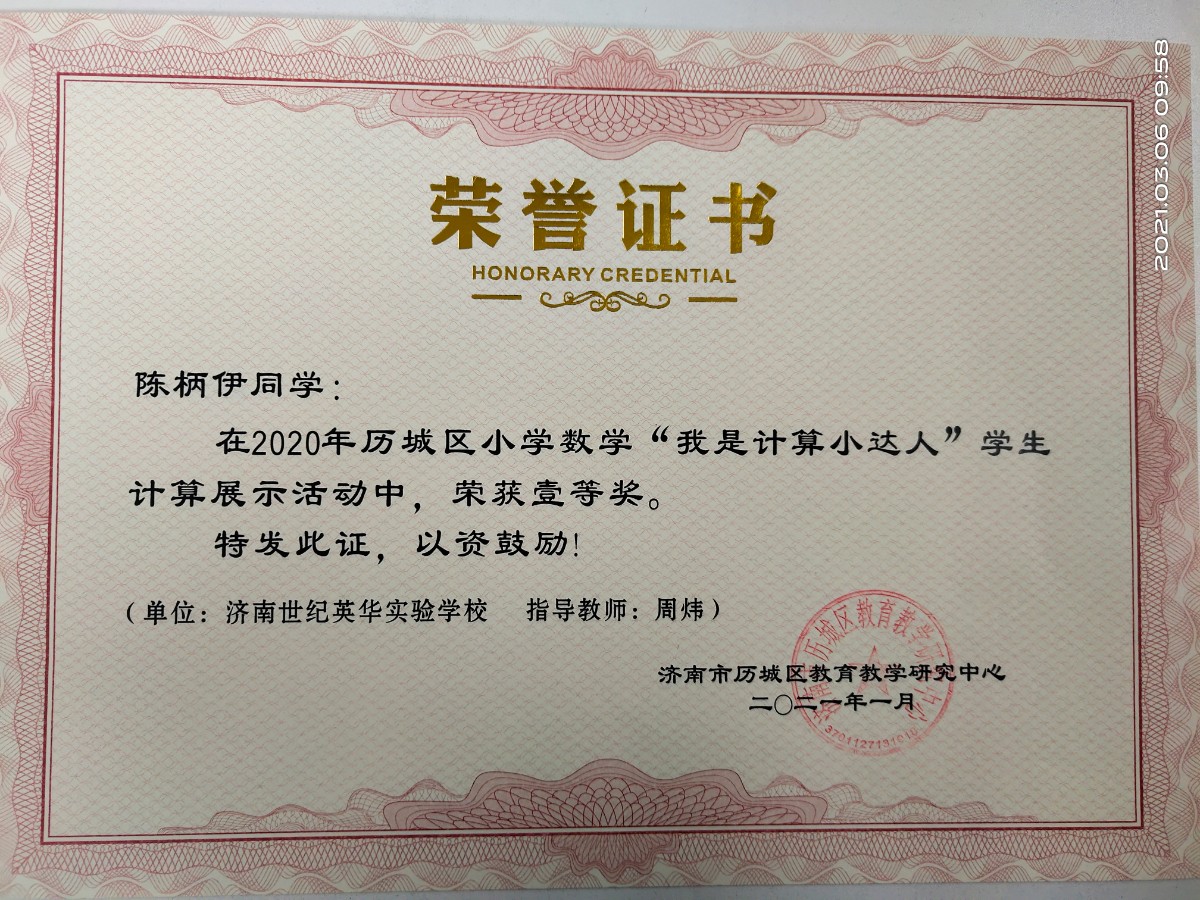 荣誉证书
HONORARY CREDENTIAL
陈柄伊同学:
在2020年历城区小学数学“我是计算小达人”学生
计算展示活动中，荣获壹等奖。
特发此证，以资鼓励!
（单位：济南世纪英华实验学校 指导教师：周炜）
济南市历城区教育教学研究中心
二〇二一年一月
2021.03.06 09:58